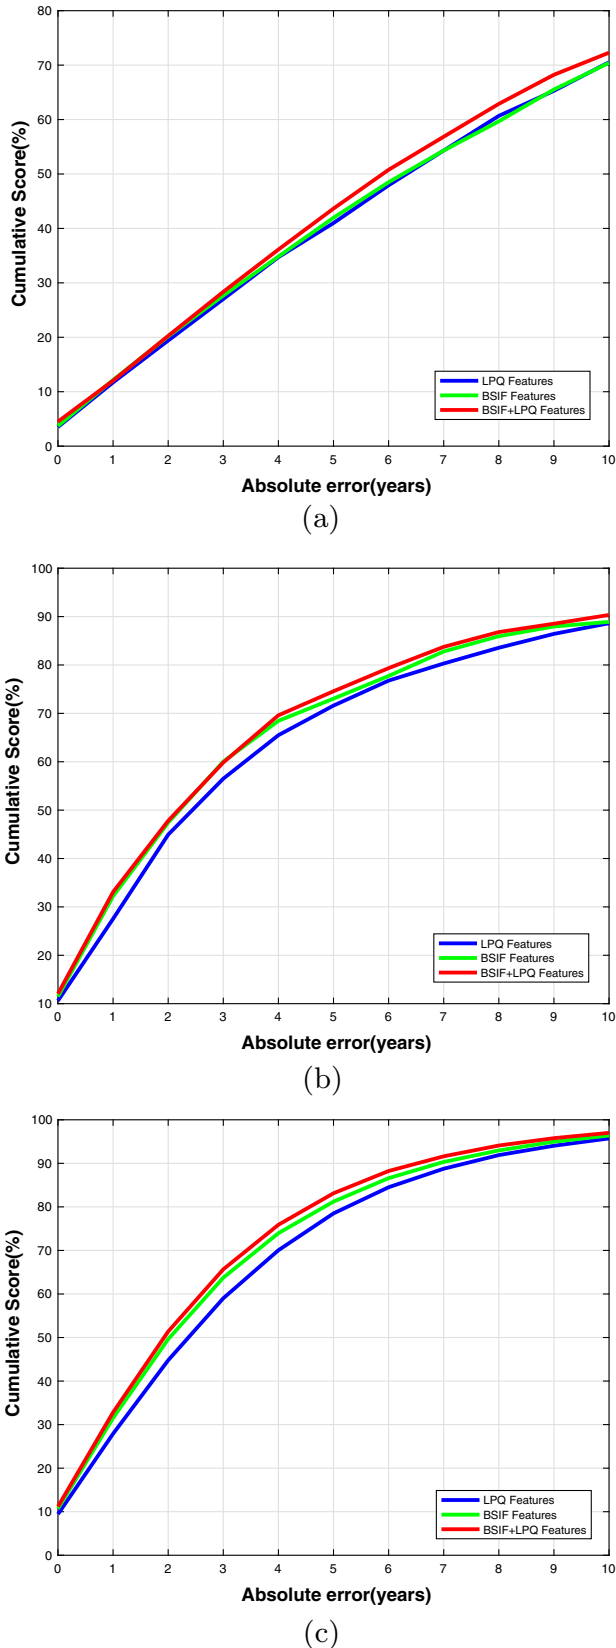 80
70
60
50
40
30
20
10
0
Cumulative Score(%)
LPQ Features
BSIF Features
BSIF+LPQ Features
0 1 2 3 4 5 6 7 8 9 10
Absolute error(years)
(a)
100
90
80
70
60
50
40
30
20
10
Cumulative Score(%)
LPQ Features
BSIF Features
BSIF+LPQ Features
0 1 2 3 4 5 6 7 8 9 10
Absolute error(years)
(b)
100
90
80
70
60
50
40
30
20
10
0
Cumulative Score(%)
LPQ Features
BSIF Features
BSIF+LPQ Features
0 1 2 3 4 5 6 7 8 9 10
Absolute error(years)
(c)